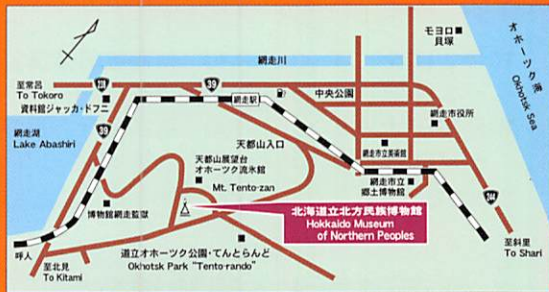 モヨロ
貝塚
オホーツク海
Okhotsk Sea
網走川
至常呂
To Tokoro
238
資料館ジャッカ・ドフニ
39
網走駅
中央公園
網走市役所
網走湖
Lake Abashiri
39
天都山入口
網走市立美術館
天都山展望台
オホーツク流氷館
Mt. Tento-zan
網走市立
郷土博物館
博物館網走監獄
北海道立北方民族博物館
Hokkaido Museum
of Northern Peoples
244
呼人
至北見
To Kitami
道立オホーツク公園・てんとらんど
Okhotsk Park "Tento-rando"
至斜里
To Shari